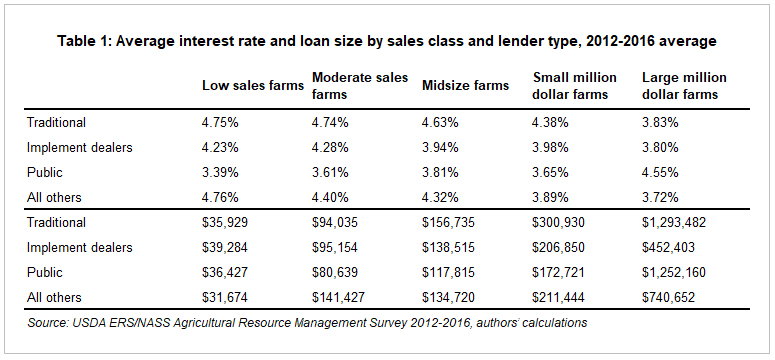 Table 1: Average interest rate and loan size by sales class and lender type, 2012-2016 average
Low sales farms Moderate sales farms Midsize farms Small million dollar farms Large million dollar farms
Traditional 4.75% 4.74% 4.63% 4.38% 3.83%
Implement dealers 4.23% 4.28% 3.94% 3.98% 3.80%
Public 3.39% 3.61% 3.81% 3.65% 4.55%
All others 4.76% 4.40% 4.32% 3.89% 3.72%
Traditional $35,929 $94,035 $156,735 $300,930 $1,293,482
Implement dealers $39,284 $95,154 $138,515 $206,850 $452,403
Public $36,427 $80,639 $117,815 $172,721 $1,252,160
All others $31,674 $141,427 $134,720 $211,444 $740,652
Source: USDA ERS/NASS Agricultural Resource Management Survey 2012-2016, authors' calculations